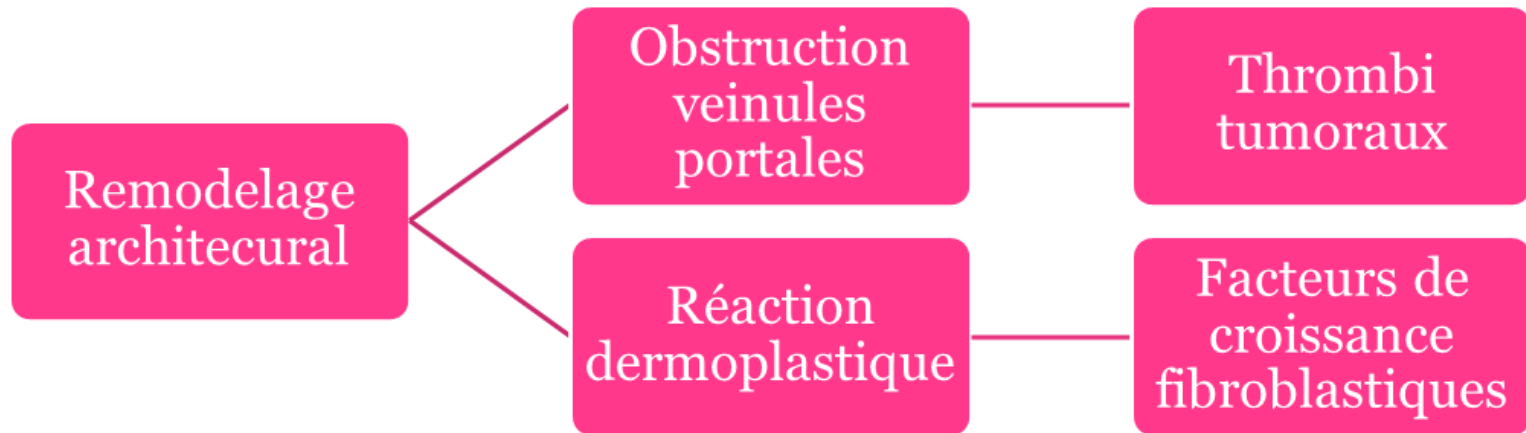 Remodelage
architecural
Obstruction
veinules
portales
Thrombi
tumoraux
Réaction
dermoplastique
Facteurs de
croissance
fibroblastiques